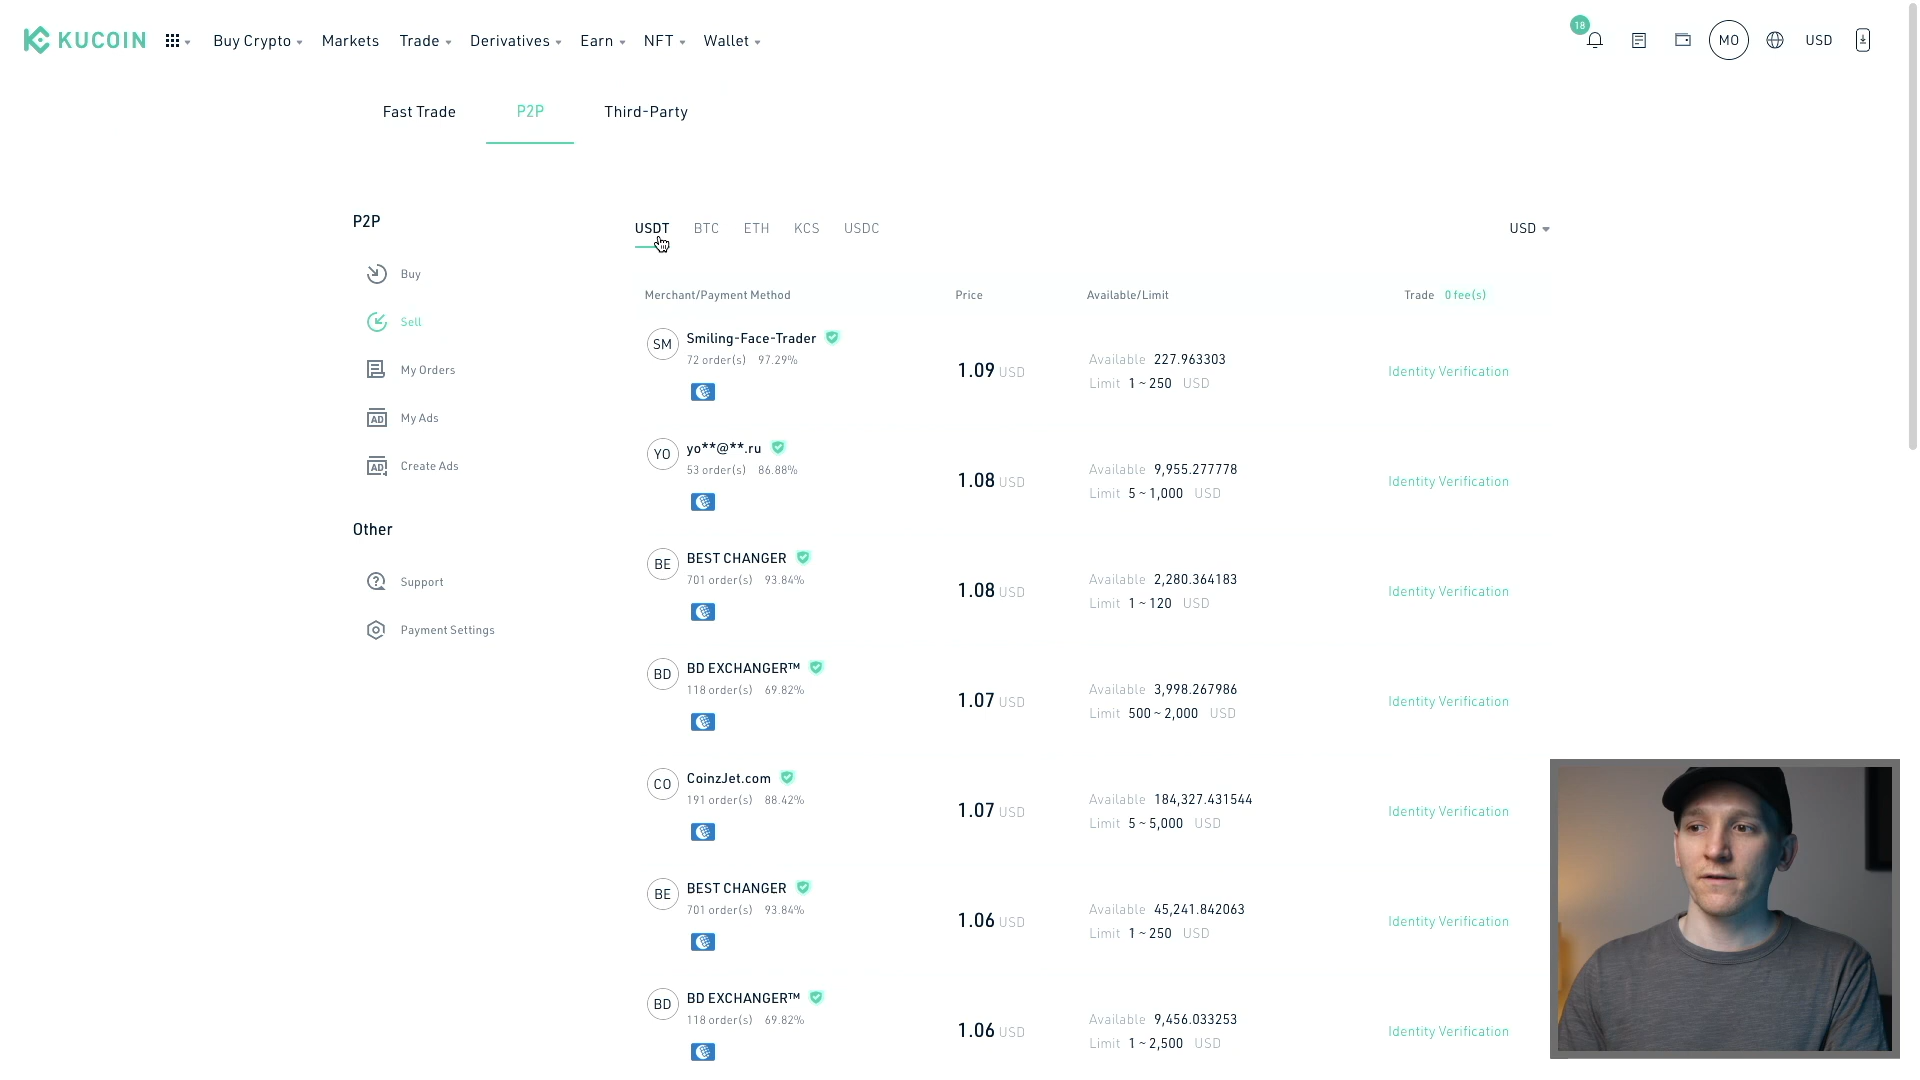 KUCOIN Buy Crypto Markets Trade Derivatives Earn NFT Wallet 18 MO USD
Fast Trade P2P Third-Party
P2P
Buy
Sell
My Orders
AD My Ads
AD Create Ads
Other
Support
Payment Settings
USDT BTC ETH KCS USDC USD
Merchant/Payment Method Price Available/Limit Trade 0 fee(s)
SM Smiling-Face-Trader
72 order(s) 97.29%
1.09 USD
Available 227.963303
Limit 1 ~ 250 USD
Identity Verification
YO yo**@**.ru
53 order(s) 86.88%
1.08 USD
Available 9,955.277778
Limit 5 ~ 1,000 USD
Identity Verification
BE BEST CHANGER
701 order(s) 93.84%
1.08 USD
Available 2,280.364183
Limit 1 ~ 120 USD
Identity Verification
BD BD EXCHANGER™
118 order(s) 69.82%
1.07 USD
Available 3,998.267986
Limit 500 ~ 2,000 USD
Identity Verification
CO CoinzJet.com
191 order(s) 88.42%
1.07 USD
Available 184,327.431544
Limit 5 ~ 5,000 USD
Identity Verification
BE BEST CHANGER
701 order(s) 93.84%
1.06 USD
Available 45,241.842063
Limit 1 ~ 250 USD
Identity Verification
BD BD EXCHANGER™
118 order(s) 69.82%
1.06 USD
Available 9,456.033253
Limit 1 ~ 2,500 USD
Identity Verification